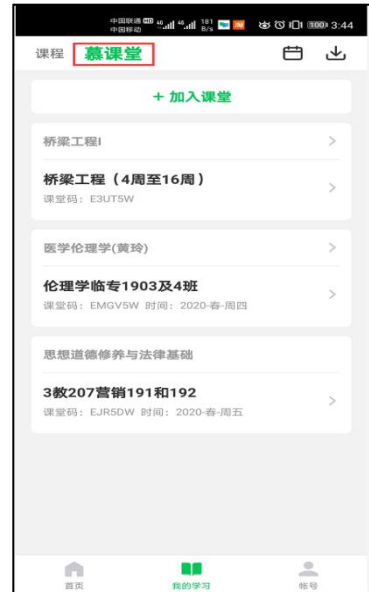 中国联通 HD 46 46 181 100 3:44
中国移动 B/s
课程 慕课堂
+ 加入课堂
桥梁工程I
桥梁工程（4周至16周）
课堂码：E3UT5W
医学伦理学(黄玲)
伦理学临专1903及4班
课堂码：EMGV5W 时间：2020-春-周四
思想道德修养与法律基础
3教207营销191和192
课堂码：EJR5DW 时间：2020-春-周五
首页 我的学习 帐号